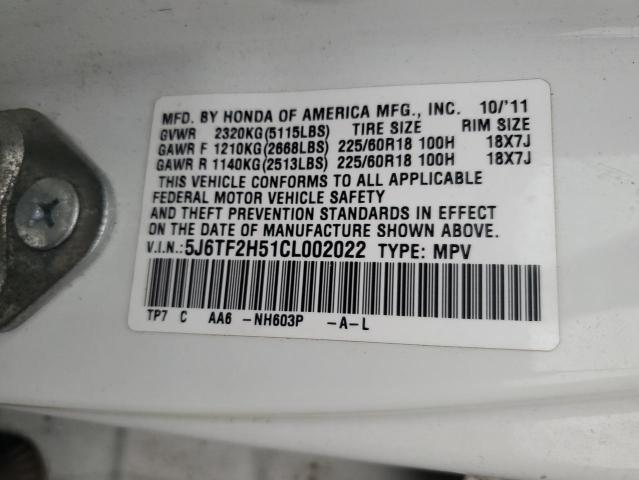 MFD. BY HONDA OF AMERICA MFG., INC. 10/'11
GVWR 2320KG(5115LBS) TIRE SIZE RIM SIZE
GAWR F 1210KG(2668LBS) 225/60R18 100H 18X7J
GAWR R 1140KG(2513LBS) 225/60R18 100H 18X7J
THIS VEHICLE CONFORMS TO ALL APPLICABLE
FEDERAL MOTOR VEHICLE SAFETY
AND THEFT PREVENTION STANDARDS IN EFFECT
ON THE DATE OF MANUFACTURE SHOWN ABOVE.
V.I.N.:5J6TF2H51CL002022 TYPE: MPV
TP7 C AA6 -NH603P -A-L